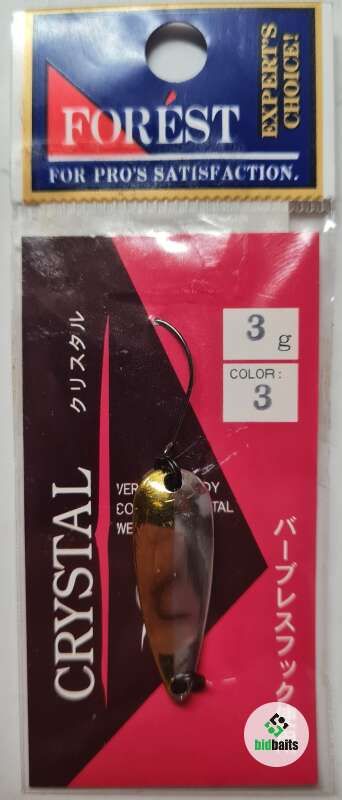 FORÉST
EXPERT'S
CHOICE!
FOR PRO'S SATISFACTION.
3 g
COLOR:
3
CRYSTAL
クリスタル
バーブレスフック
bidbaits